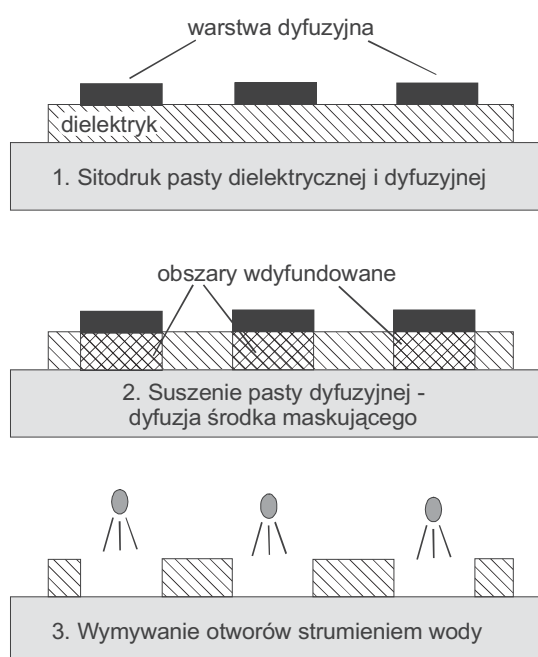 warstwa dyfuzyjna
dielektryk
1. Sitodruk pasty dielektrycznej i dyfuzyjnej
obszary wdyfundowane
2. Suszenie pasty dyfuzyjnej -
dyfuzja środka maskującego
3. Wymywanie otworów strumieniem wody